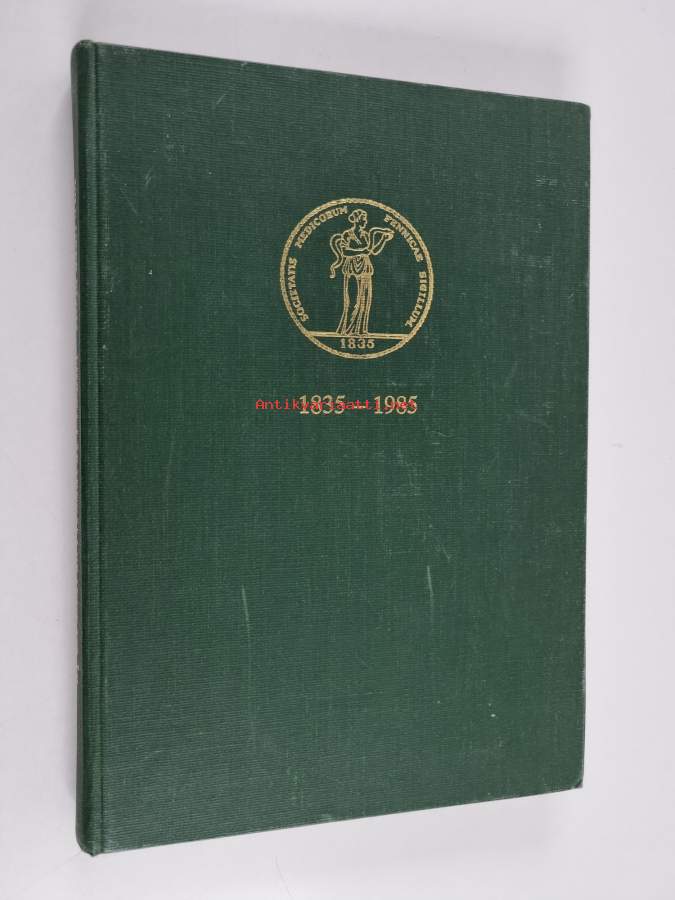 SOCIETATIS MEDICORUM FENNICAE SIGILLUM
1835
1835 – 1985
Antikvariaatti.net